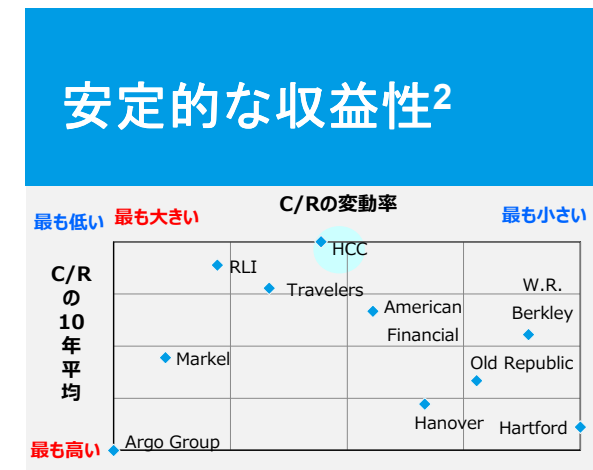 安定的な収益性2
C/Rの変動率
最も低い
最も大きい
最も小さい
C/R
の
10
年
平
均
HCC
RLI
Travelers
W.R.
Berkley
American
Financial
Markel
Old Republic
Hanover
Hartford
Argo Group
最も高い